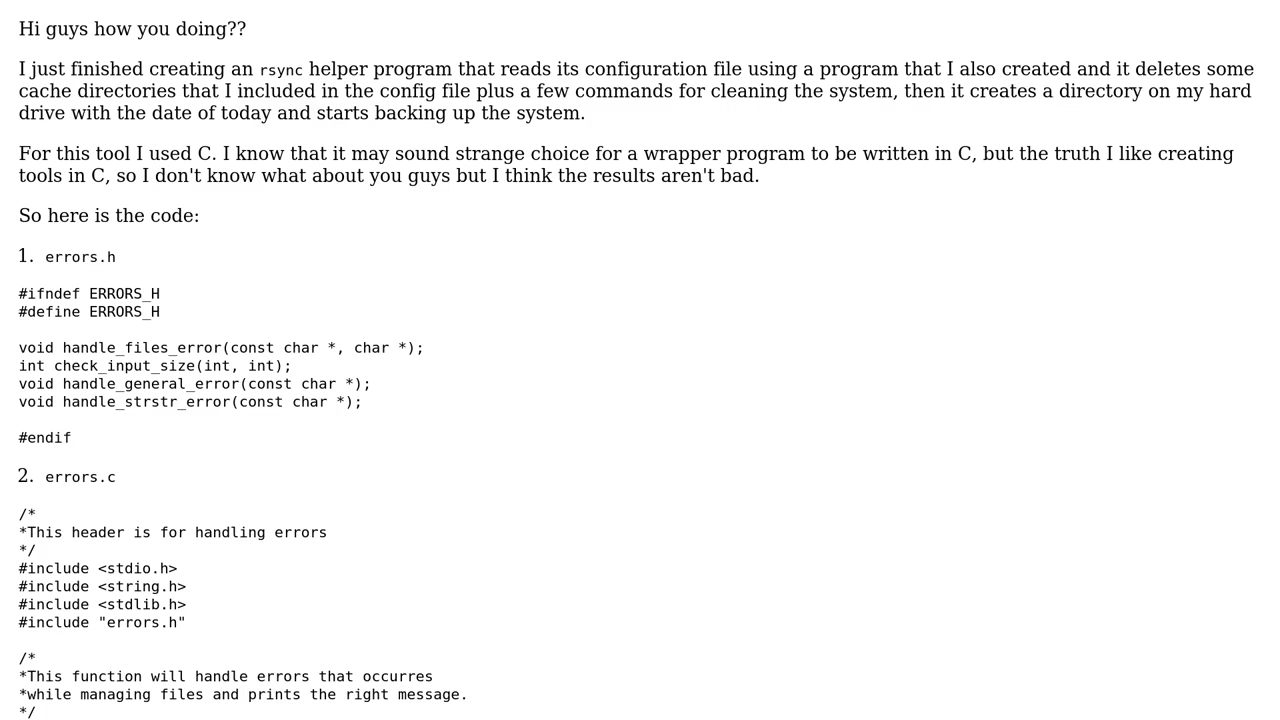 Hi guys how you doing??
I just finished creating an rsync helper program that reads its configuration file using a program that I also created and it deletes some
cache directories that I included in the config file plus a few commands for cleaning the system, then it creates a directory on my hard
drive with the date of today and starts backing up the system.
For this tool I used C. I know that it may sound strange choice for a wrapper program to be written in C, but the truth I like creating
tools in C, so I don't know what about you guys but I think the results aren't bad.
So here is the code:
1. errors.h
#ifndef ERRORS_H
#define ERRORS_H
void handle_files_error(const char *, char *);
int check_input_size(int, int);
void handle_general_error(const char *);
void handle_strstr_error(const char *);
#endif
2. errors.c
/*
*This header is for handling errors
*/
#include <stdio.h>
#include <string.h>
#include <stdlib.h>
#include "errors.h"
/*
*This function will handle errors that occurres
*while managing files and prints the right message.
*/